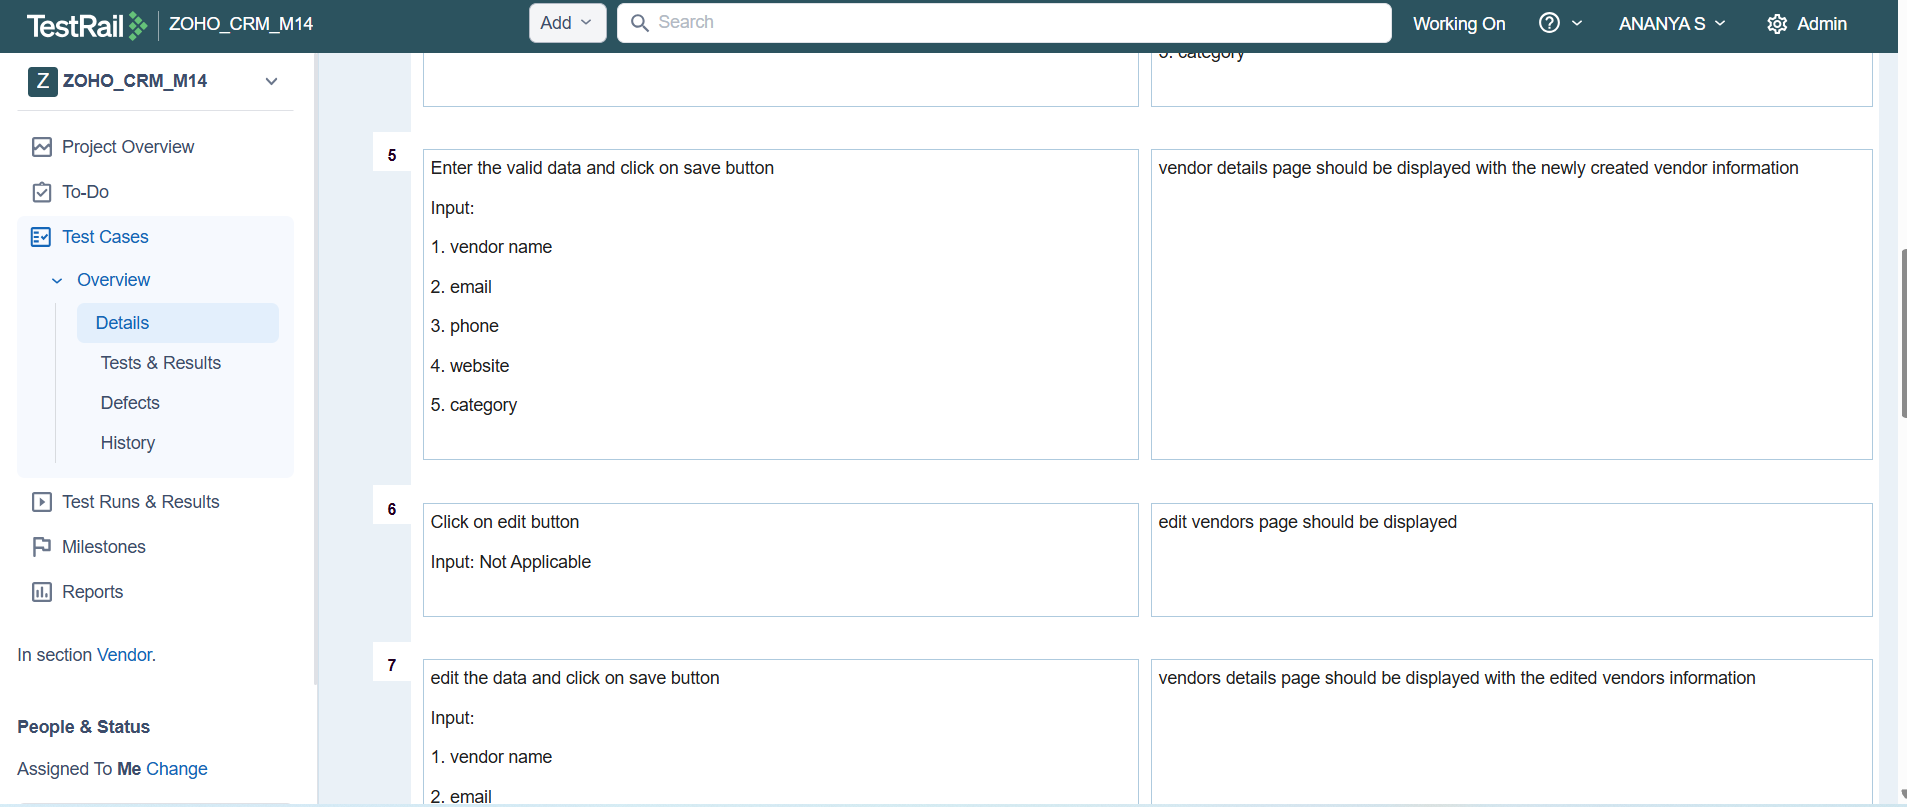 TestRail
ZOHO_CRM_M14
Add
Search
Working On
ANANYA S
Admin
Z ZOHO_CRM_M14
Project Overview
To-Do
Test Cases
Overview
Details
Tests & Results
Defects
History
Test Runs & Results
Milestones
Reports
In section Vendor.
People & Status
Assigned To Me Change
5. category
5
Enter the valid data and click on save button
Input:
1. vendor name
2. email
3. phone
4. website
5. category
vendor details page should be displayed with the newly created vendor information
6
Click on edit button
Input: Not Applicable
edit vendors page should be displayed
7
edit the data and click on save button
Input:
1. vendor name
2. email
vendors details page should be displayed with the edited vendors information